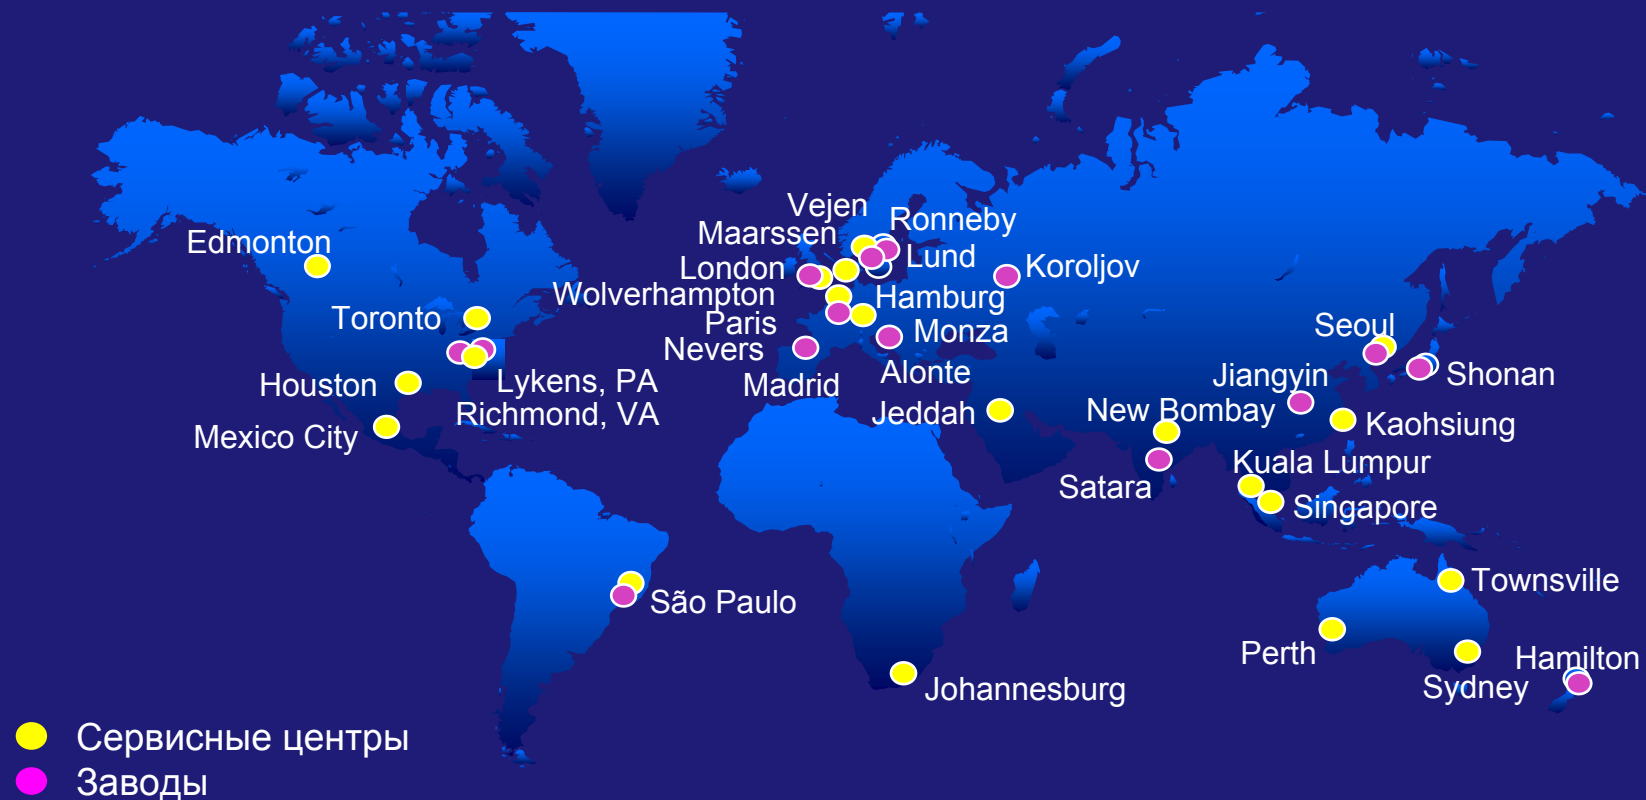 Vejen
Ronneby
Edmonton
Maarssen
London
Lund
Koroljov
Wolverhampton
Hamburg
Toronto
Paris
Monza
Seoul
Nevers
Madrid
Alonte
Houston
Lykens, PA
Richmond, VA
Jeddah
Jiangyin
Shonan
New Bombay
Kaohsiung
Mexico City
Kuala Lumpur
Satara
Singapore
São Paulo
Townsville
Perth
Hamilton
Sydney
Johannesburg
Сервисные центры
Заводы